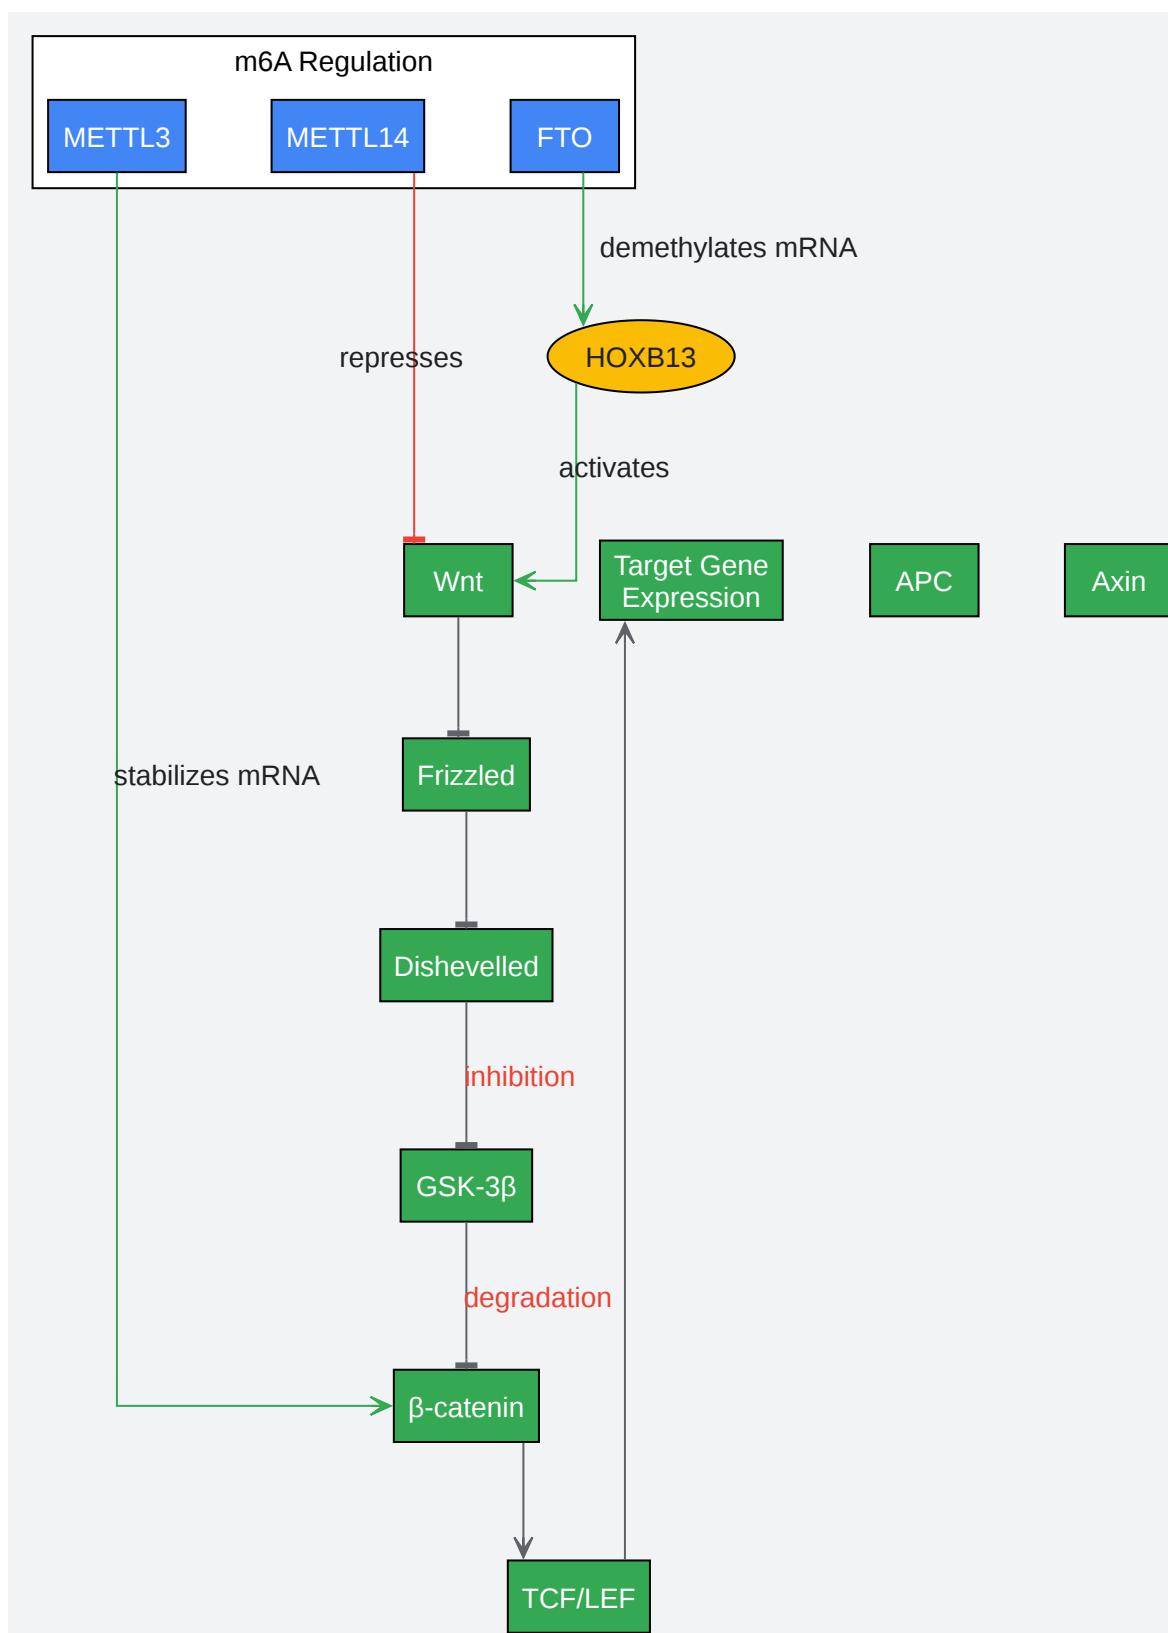 m6A Regulation
METTL3
METTL14
FTO
demethylates mRNA
represses
HOXB13
activates
Wnt
Target Gene
Expression
APC
Axin
stabilizes mRNA
Frizzled
Dishevelled
inhibition
GSK-3β
degradation
β-catenin
TCF/LEF